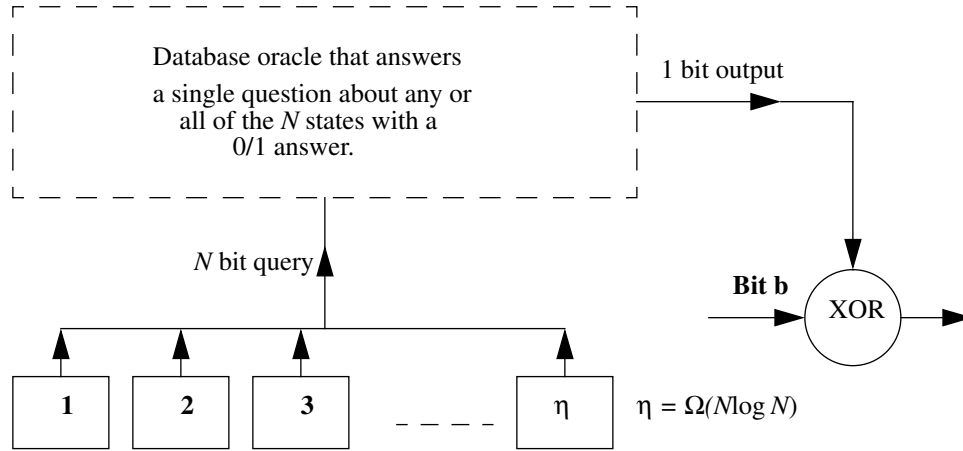 Database oracle that answers
a single question about any or
all of the N states with a
0/1 answer.
1 bit output
N bit query
Bit b
XOR
1
2
3
η
η = Ω(Nlog N)